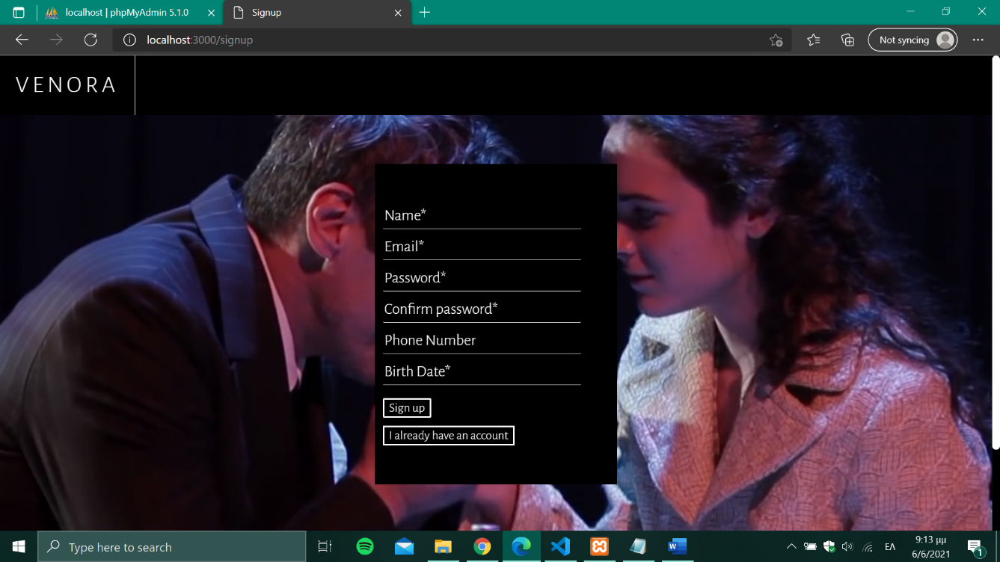 localhost | phpMyAdmin 5.1.0
Signup
localhost:3000/signup
Not syncing
VENORA
Name*
Email*
Password*
Confirm password*
Phone Number
Birth Date*
Sign up
I already have an account
Type here to search
ΕΛ
9:13 μμ
6/6/2021
1